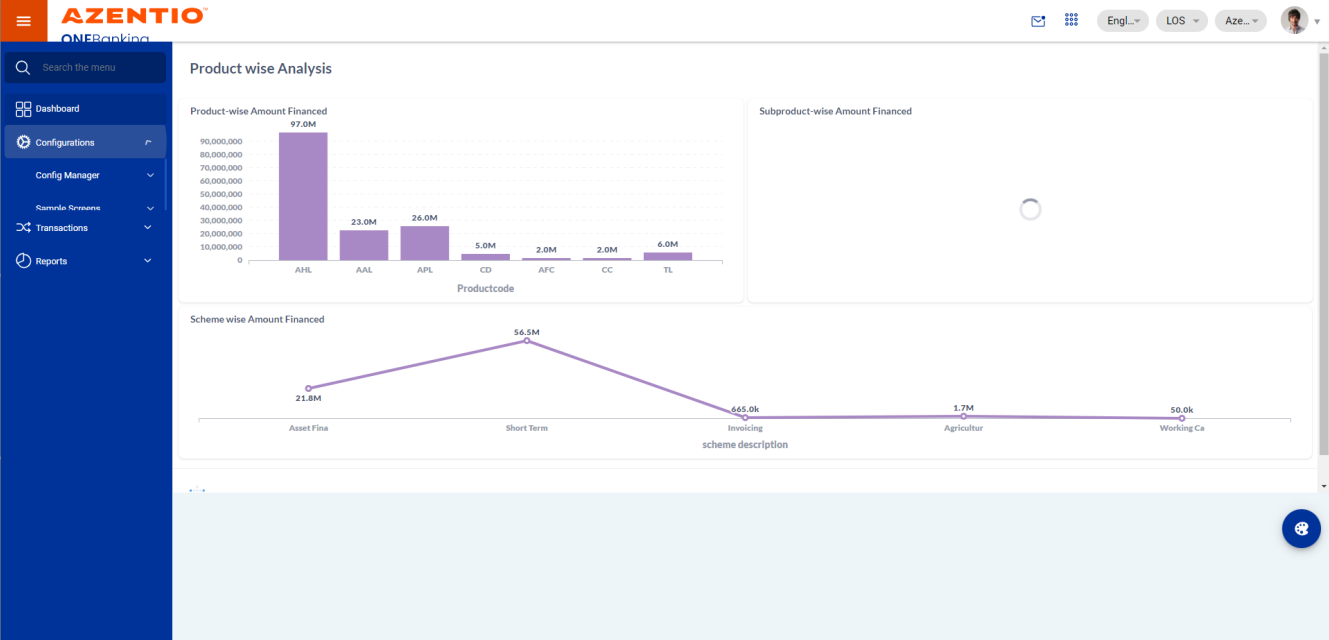 AZENTIO™
ONEBanking
Engl...
LOS
Aze...
Search the menu
Dashboard
Configurations
Config Manager
Sample Screens
Transactions
Reports
Product wise Analysis
Product-wise Amount Financed
97.0M
90,000,000
80,000,000
70,000,000
60,000,000
50,000,000
40,000,000
30,000,000
20,000,000
10,000,000
0
23.0M
26.0M
5.0M
2.0M
2.0M
6.0M
AHL AAL APL CD AFC CC TL
Productcode
Subproduct-wise Amount Financed
Scheme wise Amount Financed
56.5M
21.8M
665.0k
1.7M
50.0k
Asset Fina Short Term Invoicing Agricultur Working Ca
scheme description